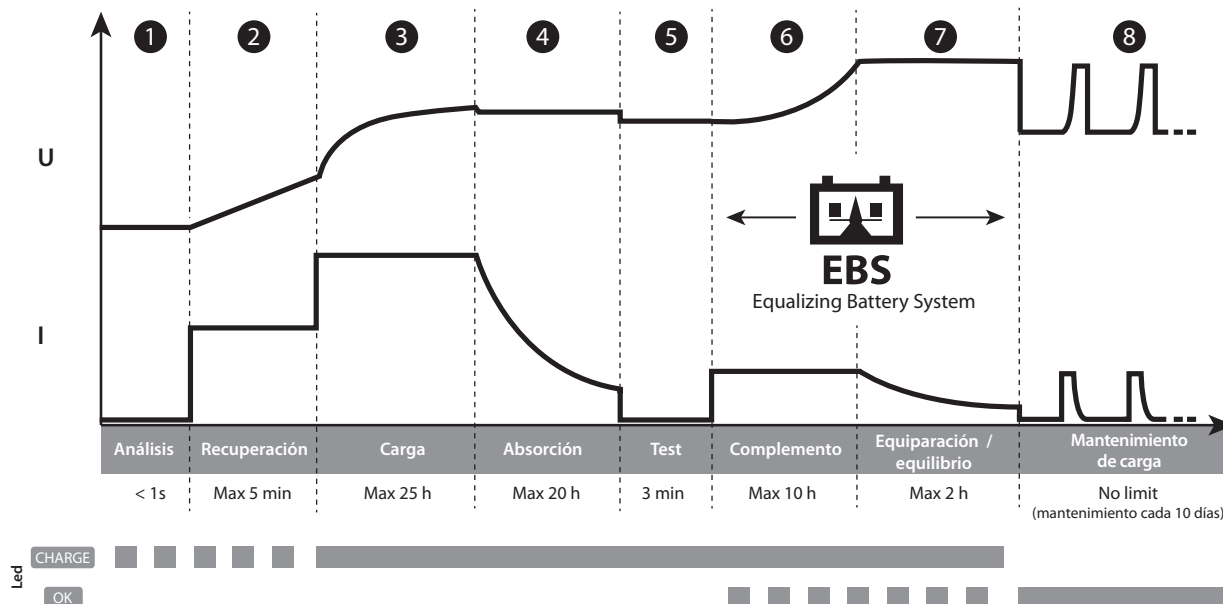 1 2 3 4 5 6 7 8
U
EBS
Equalizing Battery System
I
Análisis Recuperación Carga Absorción Test Complemento Equiparación / equilibrio Mantenimiento de carga
< 1s Max 5 min Max 25 h Max 20 h 3 min Max 10 h Max 2 h No limit
(mantenimiento cada 10 días)
Led
CHARGE
OK